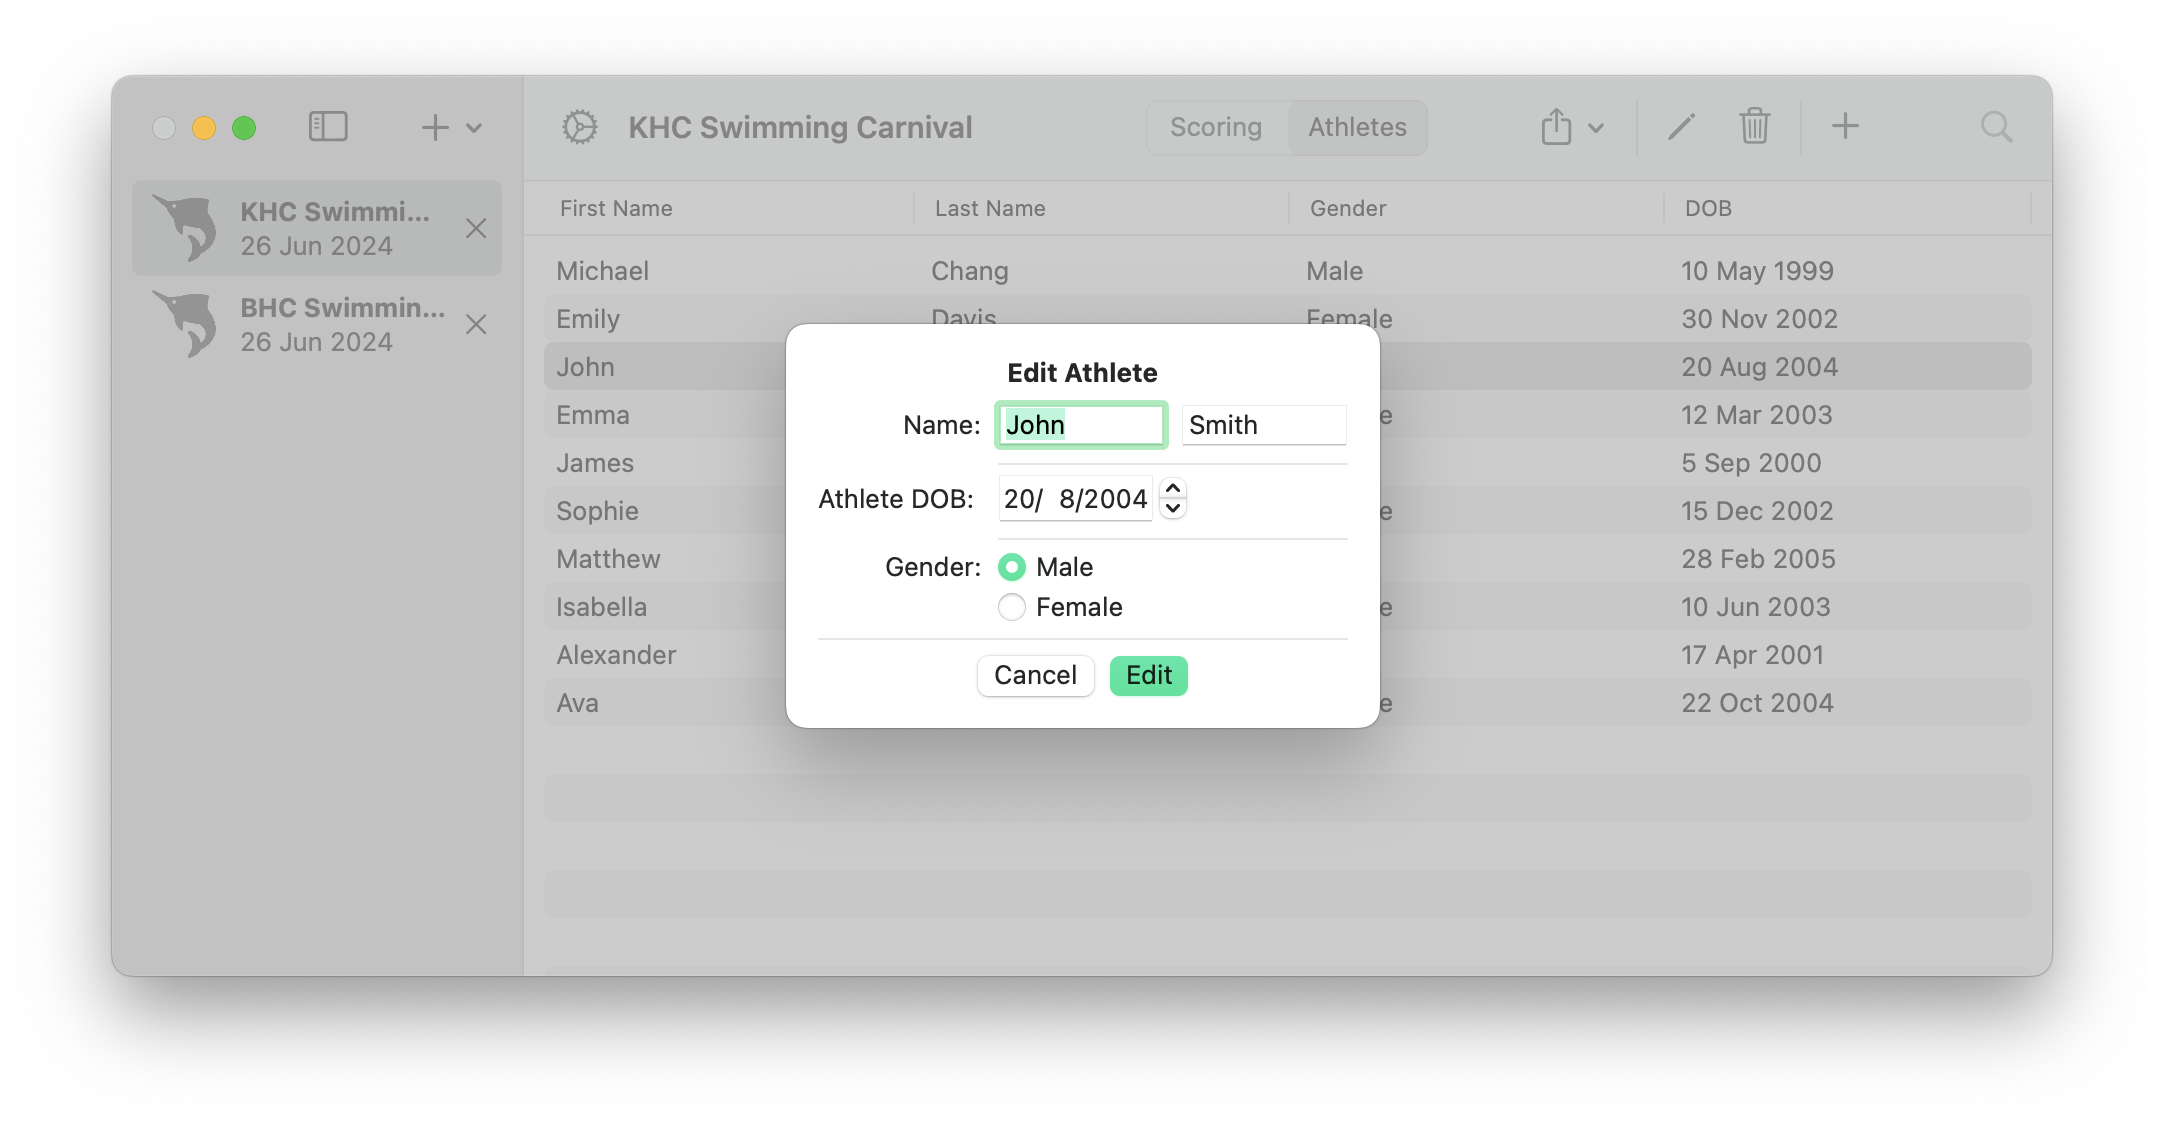 KHC Swimming Carnival
Scoring
Athletes
KHC Swimmi...
26 Jun 2024
BHC Swimmin...
26 Jun 2024
First Name Last Name Gender DOB
Michael Chang Male 10 May 1999
Emily Davis Female 30 Nov 2002
John 20 Aug 2004
Emma e 12 Mar 2003
James 5 Sep 2000
Sophie e 15 Dec 2002
Matthew 28 Feb 2005
Isabella e 10 Jun 2003
Alexander 17 Apr 2001
Ava e 22 Oct 2004
Edit Athlete
Name: John Smith
Athlete DOB: 20/ 8/2004
Gender: Male
Female
Cancel Edit